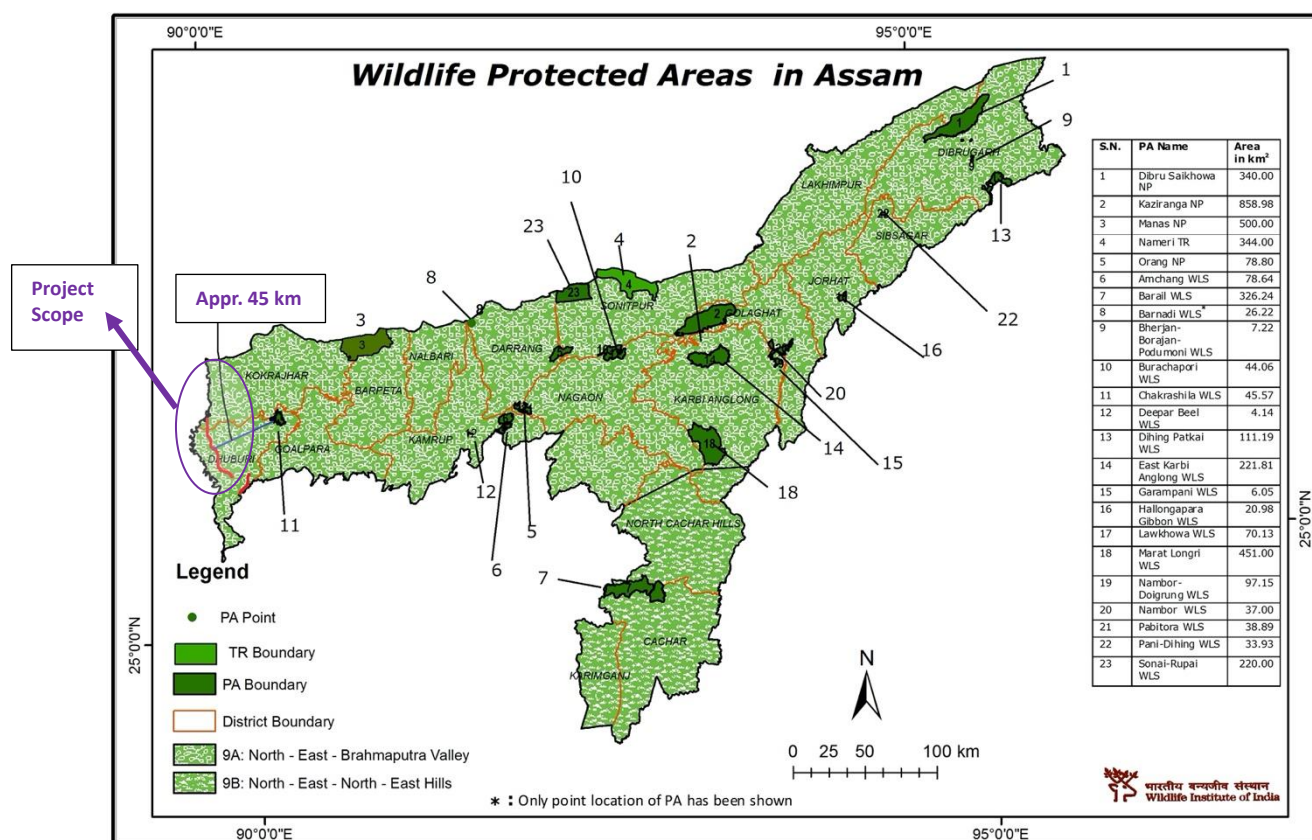 90°0'0"E
95°0'0"E
Wildlife Protected Areas in Assam
1
9
10
23
4
2
13
8
3
22
16
20
14
15
18
12
11
5
6
7
Project
Scope
Appr. 45 km
1
DIBRUGARH
LAKHIMPUR
22
SIBSAGAR
JORHAT
23
4
SONITPUR
2
GOLAGHAT
3
KOKRAJHAR
NALBARI
DARRANG
BARPETA
NAGAON
KARBI ANGLONG
GOALPARA
KAMRUP
DHUBURI
18
NORTH CACHAR HILLS
CACHAR
KARIMGANJ
S.N. PA Name Area
in km²
1 Dibru Saikhowa
NP 340.00
2 Kaziranga NP 858.98
3 Manas NP 500.00
4 Nameri TR 344.00
5 Orang NP 78.80
6 Amchang WLS 78.64
7 Barail WLS 326.24
8 Barnadi WLS* 26.22
9 Bherjan-
Borajan-
Podumoni WLS 7.22
10 Burachapori
WLS 44.06
11 Chakrashila WLS 45.57
12 Deepar Beel
WLS 4.14
13 Dihing Patkai
WLS 111.19
14 East Karbi
Anglong WLS 221.81
15 Garampani WLS 6.05
16 Hallongapara
Gibbon WLS 20.98
17 Lawkhowa WLS 70.13
18 Marat Longri
WLS 451.00
19 Nambor-
Doigrung WLS 97.15
20 Nambor WLS 37.00
21 Pabitora WLS 38.89
22 Pani-Dihing WLS 33.93
23 Sonai-Rupai
WLS 220.00
25°0'0"N
25°0'0"N
Legend
PA Point
TR Boundary
PA Boundary
District Boundary
9A: North - East - Brahmaputra Valley
9B: North - East - North - East Hills
N
0 25 50 100 km
* : Only point location of PA has been shown
भारतीय वन्यजीव संस्थान
Wildlife Institute of India
90°0'0"E
95°0'0"E